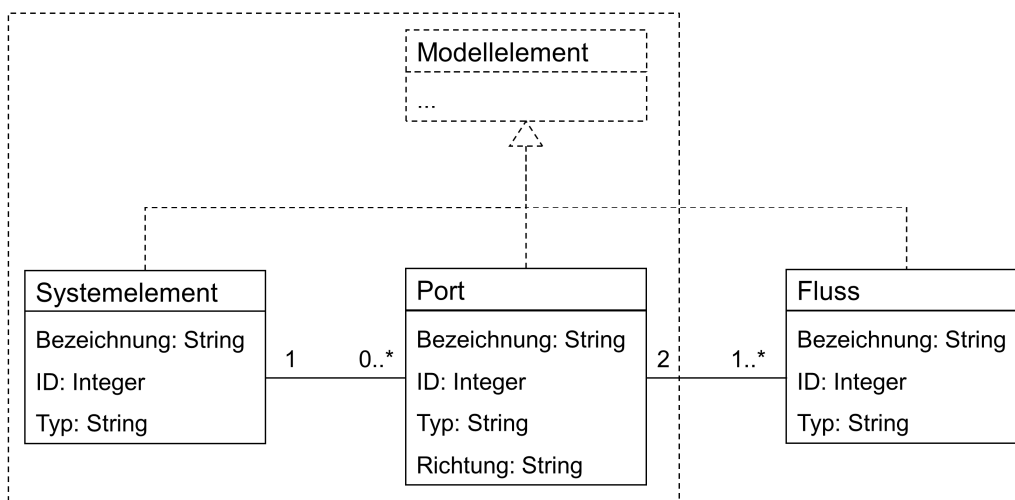 Modellelement
...
Systemelement
Bezeichnung: String
ID: Integer
Typ: String
1
0..*
Port
Bezeichnung: String
ID: Integer
Typ: String
Richtung: String
2
1..*
Fluss
Bezeichnung: String
ID: Integer
Typ: String